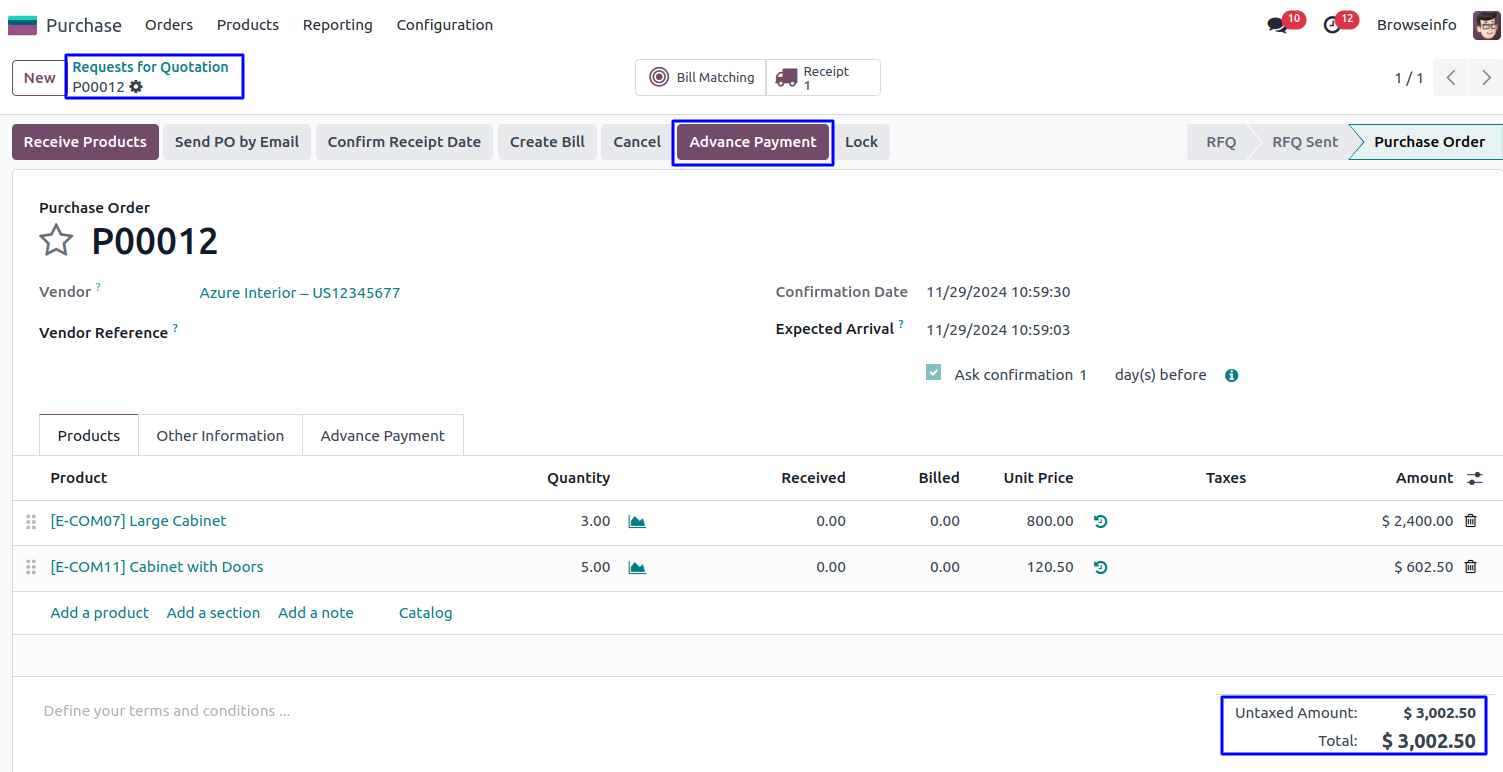 Purchase Orders Products Reporting Configuration 10 12 Browseinfo
New Requests for Quotation
P00012
Bill Matching Receipt
1
1 / 1
Receive Products Send PO by Email Confirm Receipt Date Create Bill Cancel Advance Payment Lock RFQ RFQ Sent Purchase Order
Purchase Order
P00012
Vendor ? Azure Interior – US12345677 Confirmation Date 11/29/2024 10:59:30
Vendor Reference ? Expected Arrival ? 11/29/2024 10:59:03
Ask confirmation 1 day(s) before
Products Other Information Advance Payment
Product Quantity Received Billed Unit Price Taxes Amount
[E-COM07] Large Cabinet 3.00 0.00 0.00 800.00 $ 2,400.00
[E-COM11] Cabinet with Doors 5.00 0.00 0.00 120.50 $ 602.50
Add a product Add a section Add a note Catalog
Define your terms and conditions ...
Untaxed Amount: $ 3,002.50
Total: $ 3,002.50